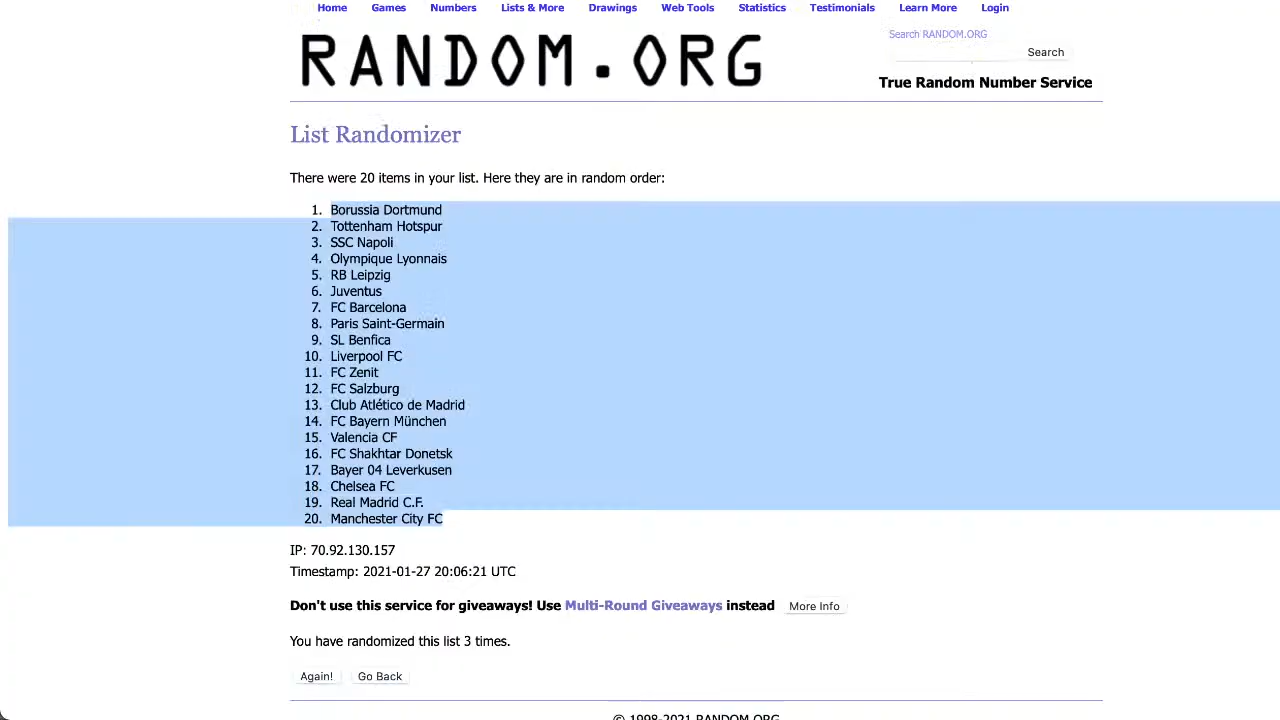 Home Games Numbers Lists & More Drawings Web Tools Statistics Testimonials Learn More Login
RANDOM.ORG
Search RANDOM.ORG
Search
True Random Number Service
List Randomizer
There were 20 items in your list. Here they are in random order:
1. Borussia Dortmund
2. Tottenham Hotspur
3. SSC Napoli
4. Olympique Lyonnais
5. RB Leipzig
6. Juventus
7. FC Barcelona
8. Paris Saint-Germain
9. SL Benfica
10. Liverpool FC
11. FC Zenit
12. FC Salzburg
13. Club Atlético de Madrid
14. FC Bayern München
15. Valencia CF
16. FC Shakhtar Donetsk
17. Bayer 04 Leverkusen
18. Chelsea FC
19. Real Madrid C.F.
20. Manchester City FC
IP: 70.92.130.157
Timestamp: 2021-01-27 20:06:21 UTC
Don't use this service for giveaways! Use Multi-Round Giveaways instead More Info
You have randomized this list 3 times.
Again! Go Back
© 1998-2021 RANDOM.ORG